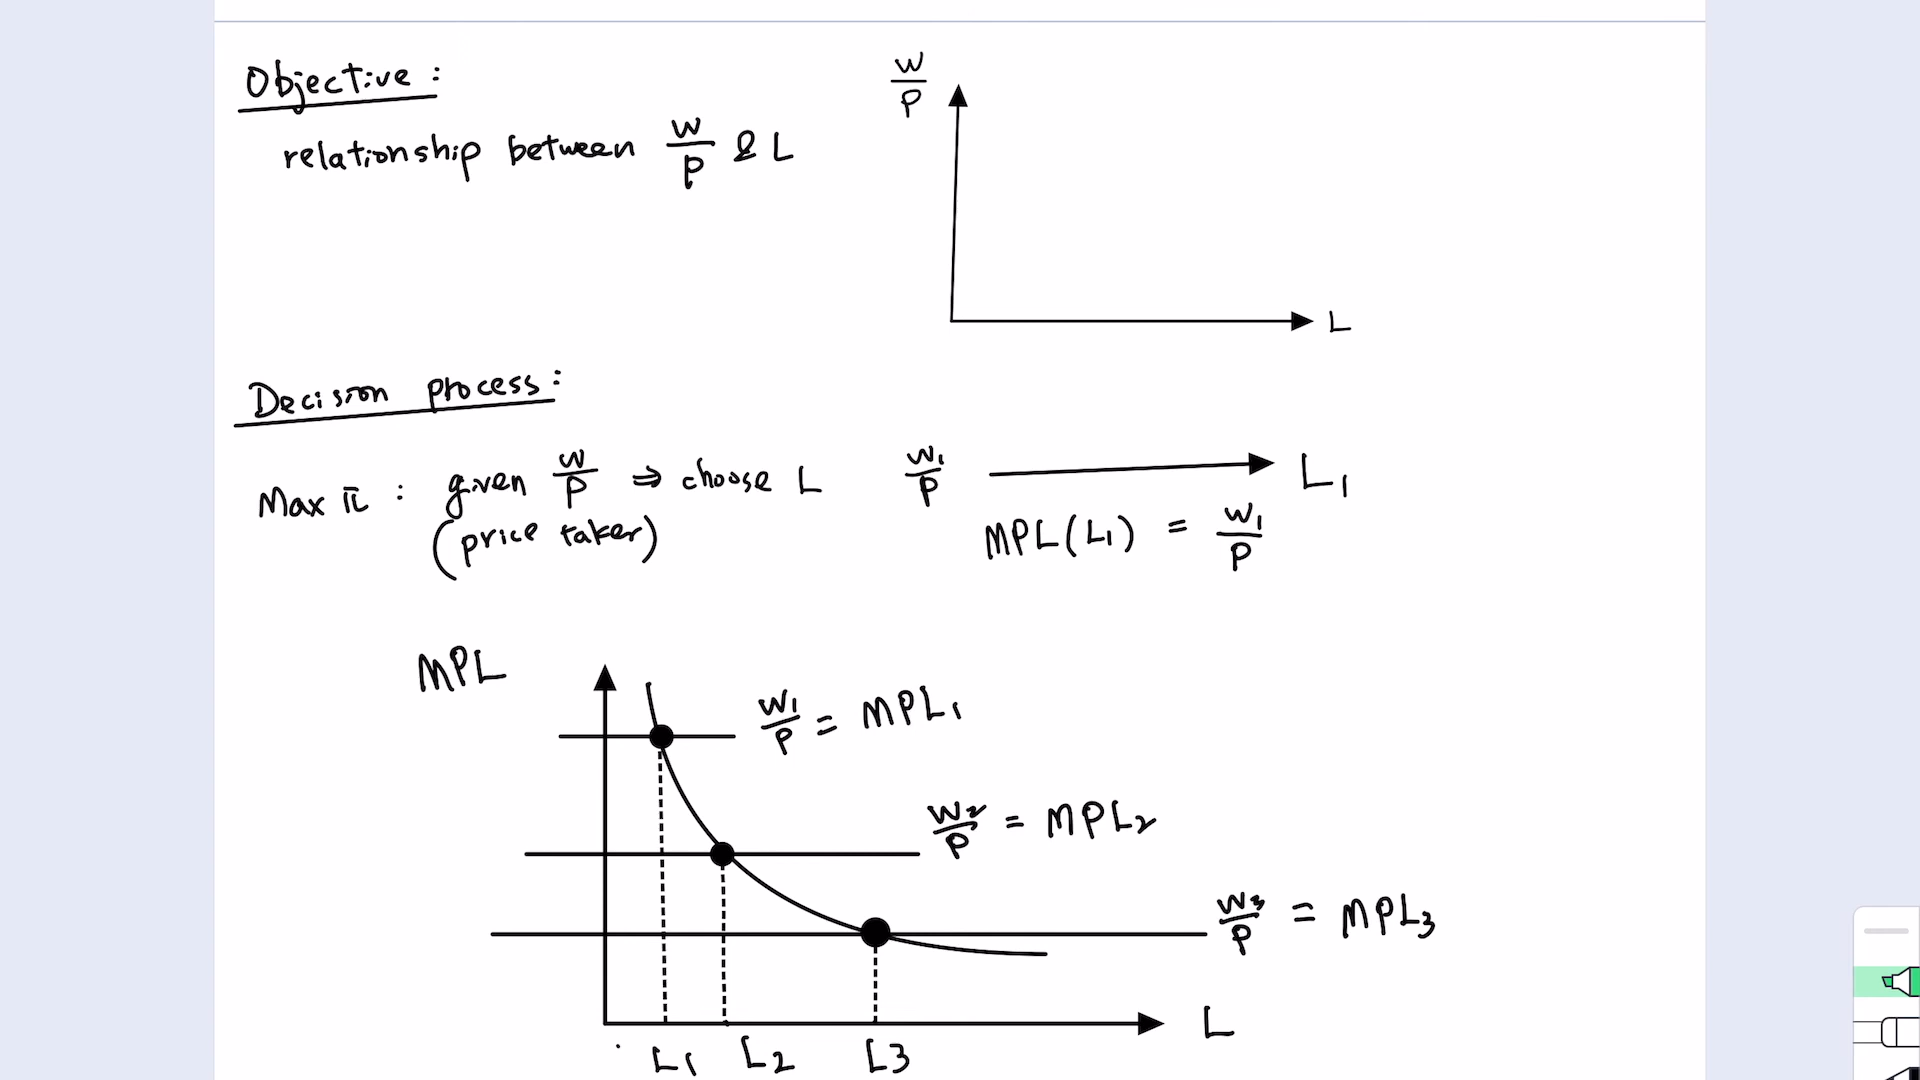 Objective :
relationship between W/P & L
W/P
L
Decision process :
Max π : given W/P ⇒ choose L
(price taker)
W1/P → L1
MPL(L1) = W1/P
MPL
W1/P = MPL1
W2/P = MPL2
W3/P = MPL3
L
L1 L2 L3